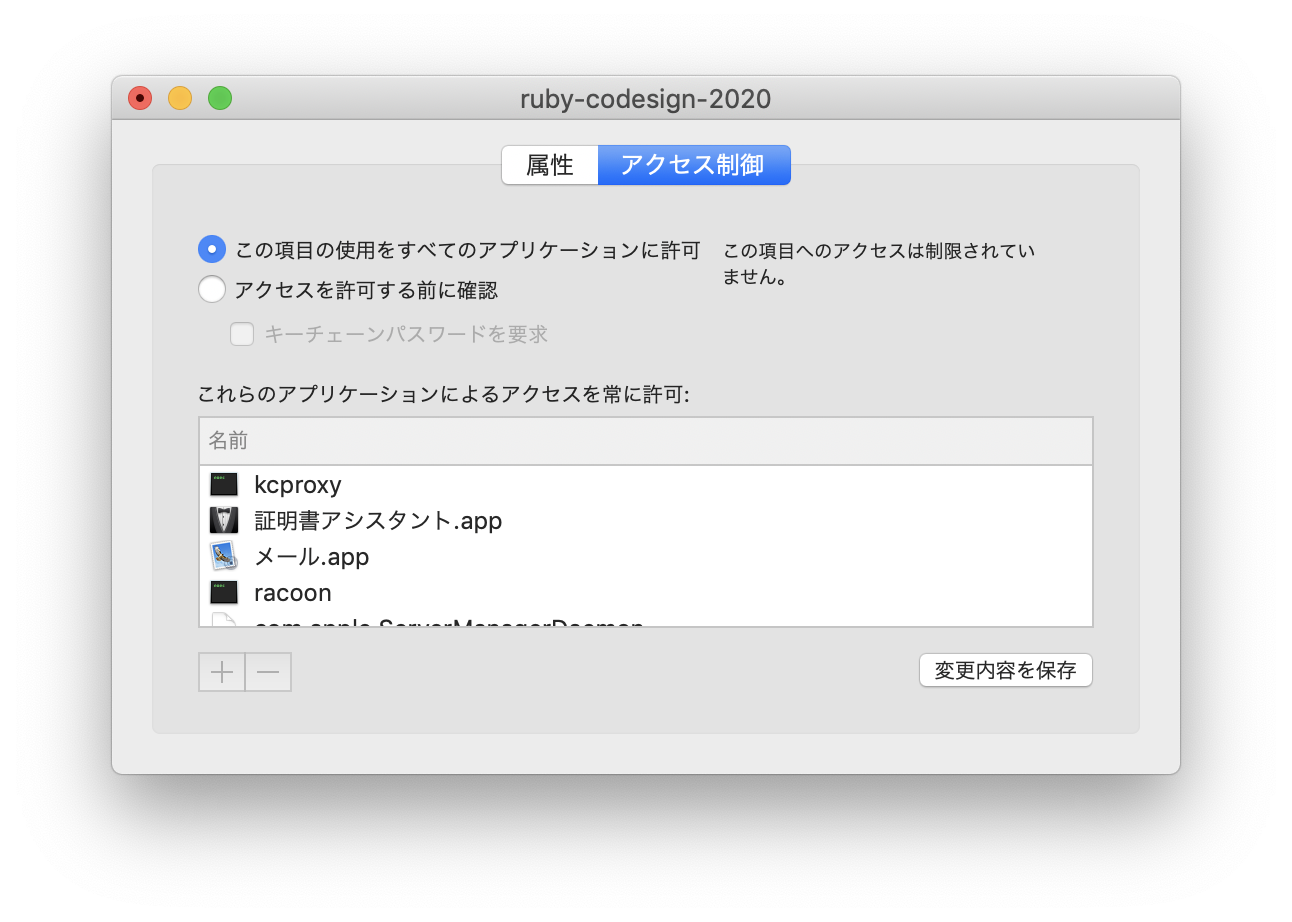 ruby-codesign-2020
属性
アクセス制御
この項目の使用をすべてのアプリケーションに許可
この項目へのアクセスは制限されてい
ません。
アクセスを許可する前に確認
キーチェーンパスワードを要求
これらのアプリケーションによるアクセスを常に許可:
名前
kcproxy
証明書アシスタント.app
メール.app
racoon
com.apple.ServerManagerDaemon
変更内容を保存